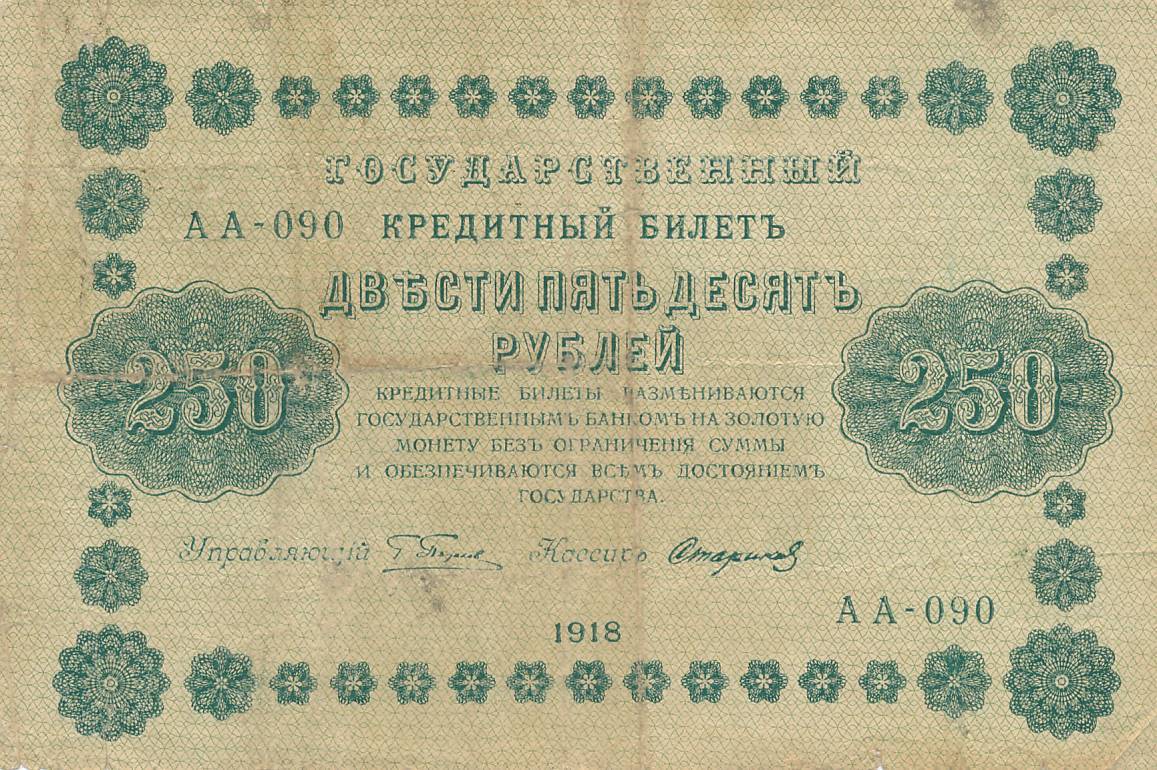 ГОСУДАРСТВЕННЫЙ
АА-090 КРЕДИТНЫЙ БИЛЕТЪ
ДВѢСТИ ПЯТЬДЕСЯТЪ
РУБЛЕЙ
250
250
КРЕДИТНЫЕ БИЛЕТЫ РАЗМѢНИВАЮТСЯ
ГОСУДАРСТВЕННЫМЪ БАНКОМЪ НА ЗОЛОТУЮ
МОНЕТУ БЕЗЪ ОГРАНИЧЕНІЯ СУММЫ
И ОБЕЗПЕЧИВАЮТСЯ ВСѢМЪ ДОСТОЯНІЕМЪ
ГОСУДАРСТВА.
Управляющій Кассиръ Стариков
АА-090
1918